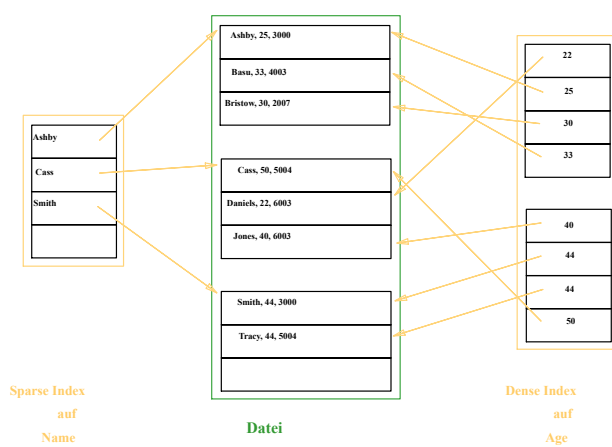 Ashby
Cass
Smith
Sparse Index
auf
Name
Ashby, 25, 3000
Basu, 33, 4003
Bristow, 30, 2007
Cass, 50, 5004
Daniels, 22, 6003
Jones, 40, 6003
Smith, 44, 3000
Tracy, 44, 5004
Datei
22
25
30
33
40
44
44
50
Dense Index
auf
Age